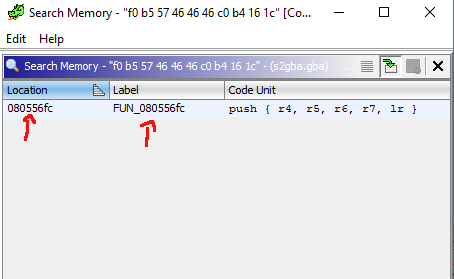 Search Memory - "f0 b5 57 46 46 46 c0 b4 16 1c" [Co...
Edit Help
Search Memory - "f0 b5 57 46 46 46 c0 b4 16 1c" - (s2gba.gba)
Location Label Code Unit
080556fc FUN_080556fc push { r4, r5, r6, r7, lr }